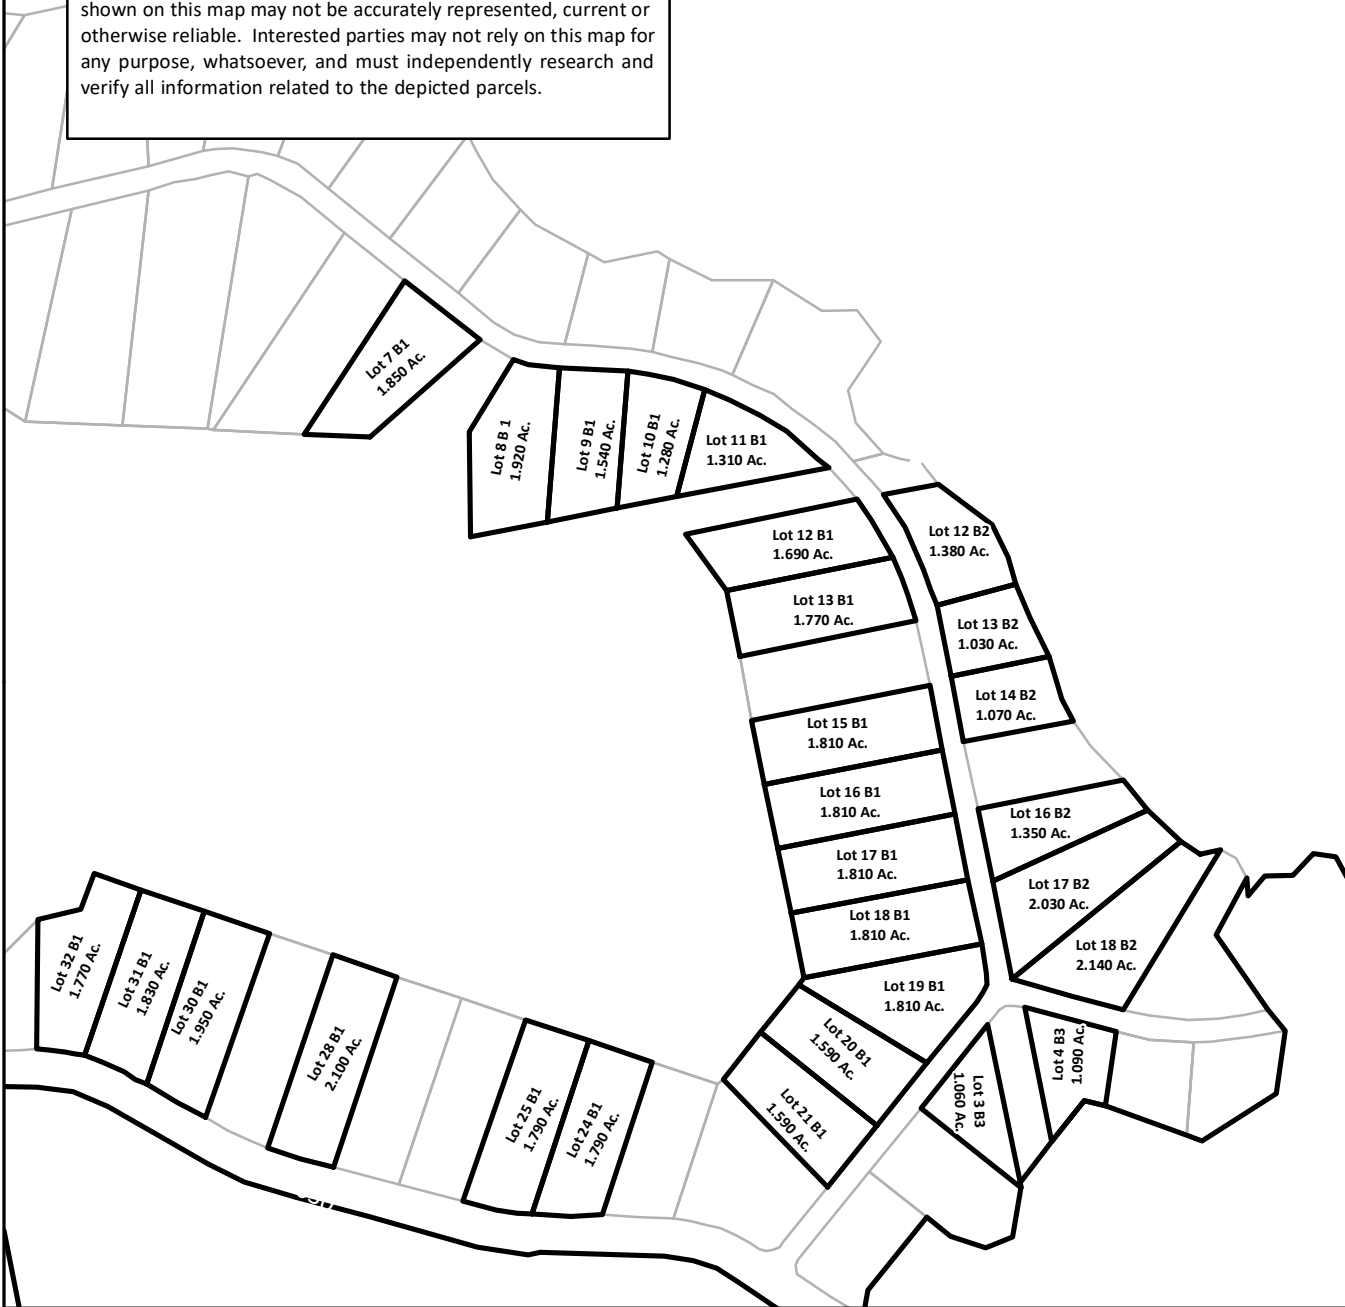 shown on this map may not be accurately represented, current or
otherwise reliable. Interested parties may not rely on this map for
any purpose, whatsoever, and must independently research and
verify all information related to the depicted parcels.
Lot 7 B1
1.850 Ac.
Lot 8 B 1
1.920 Ac.
Lot 9 B1
1.540 Ac.
Lot 10 B1
1.280 Ac.
Lot 11 B1
1.310 Ac.
Lot 12 B1
1.690 Ac.
Lot 12 B2
1.380 Ac.
Lot 13 B1
1.770 Ac.
Lot 13 B2
1.030 Ac.
Lot 14 B2
1.070 Ac.
Lot 15 B1
1.810 Ac.
Lot 16 B1
1.810 Ac.
Lot 16 B2
1.350 Ac.
Lot 17 B1
1.810 Ac.
Lot 17 B2
2.030 Ac.
Lot 18 B1
1.810 Ac.
Lot 18 B2
2.140 Ac.
Lot 19 B1
1.810 Ac.
Lot 32 B1
1.770 Ac.
Lot 31 B1
1.830 Ac.
Lot 30 B1
1.950 Ac.
Lot 28 B1
2.100 Ac.
Lot 25 B1
1.790 Ac.
Lot 24 B1
1.790 Ac.
Lot 20 B1
1.590 Ac.
Lot 21 B1
1.590 Ac.
Lot 3 B3
1.060 Ac.
Lot 4 B3
1.090 Ac.